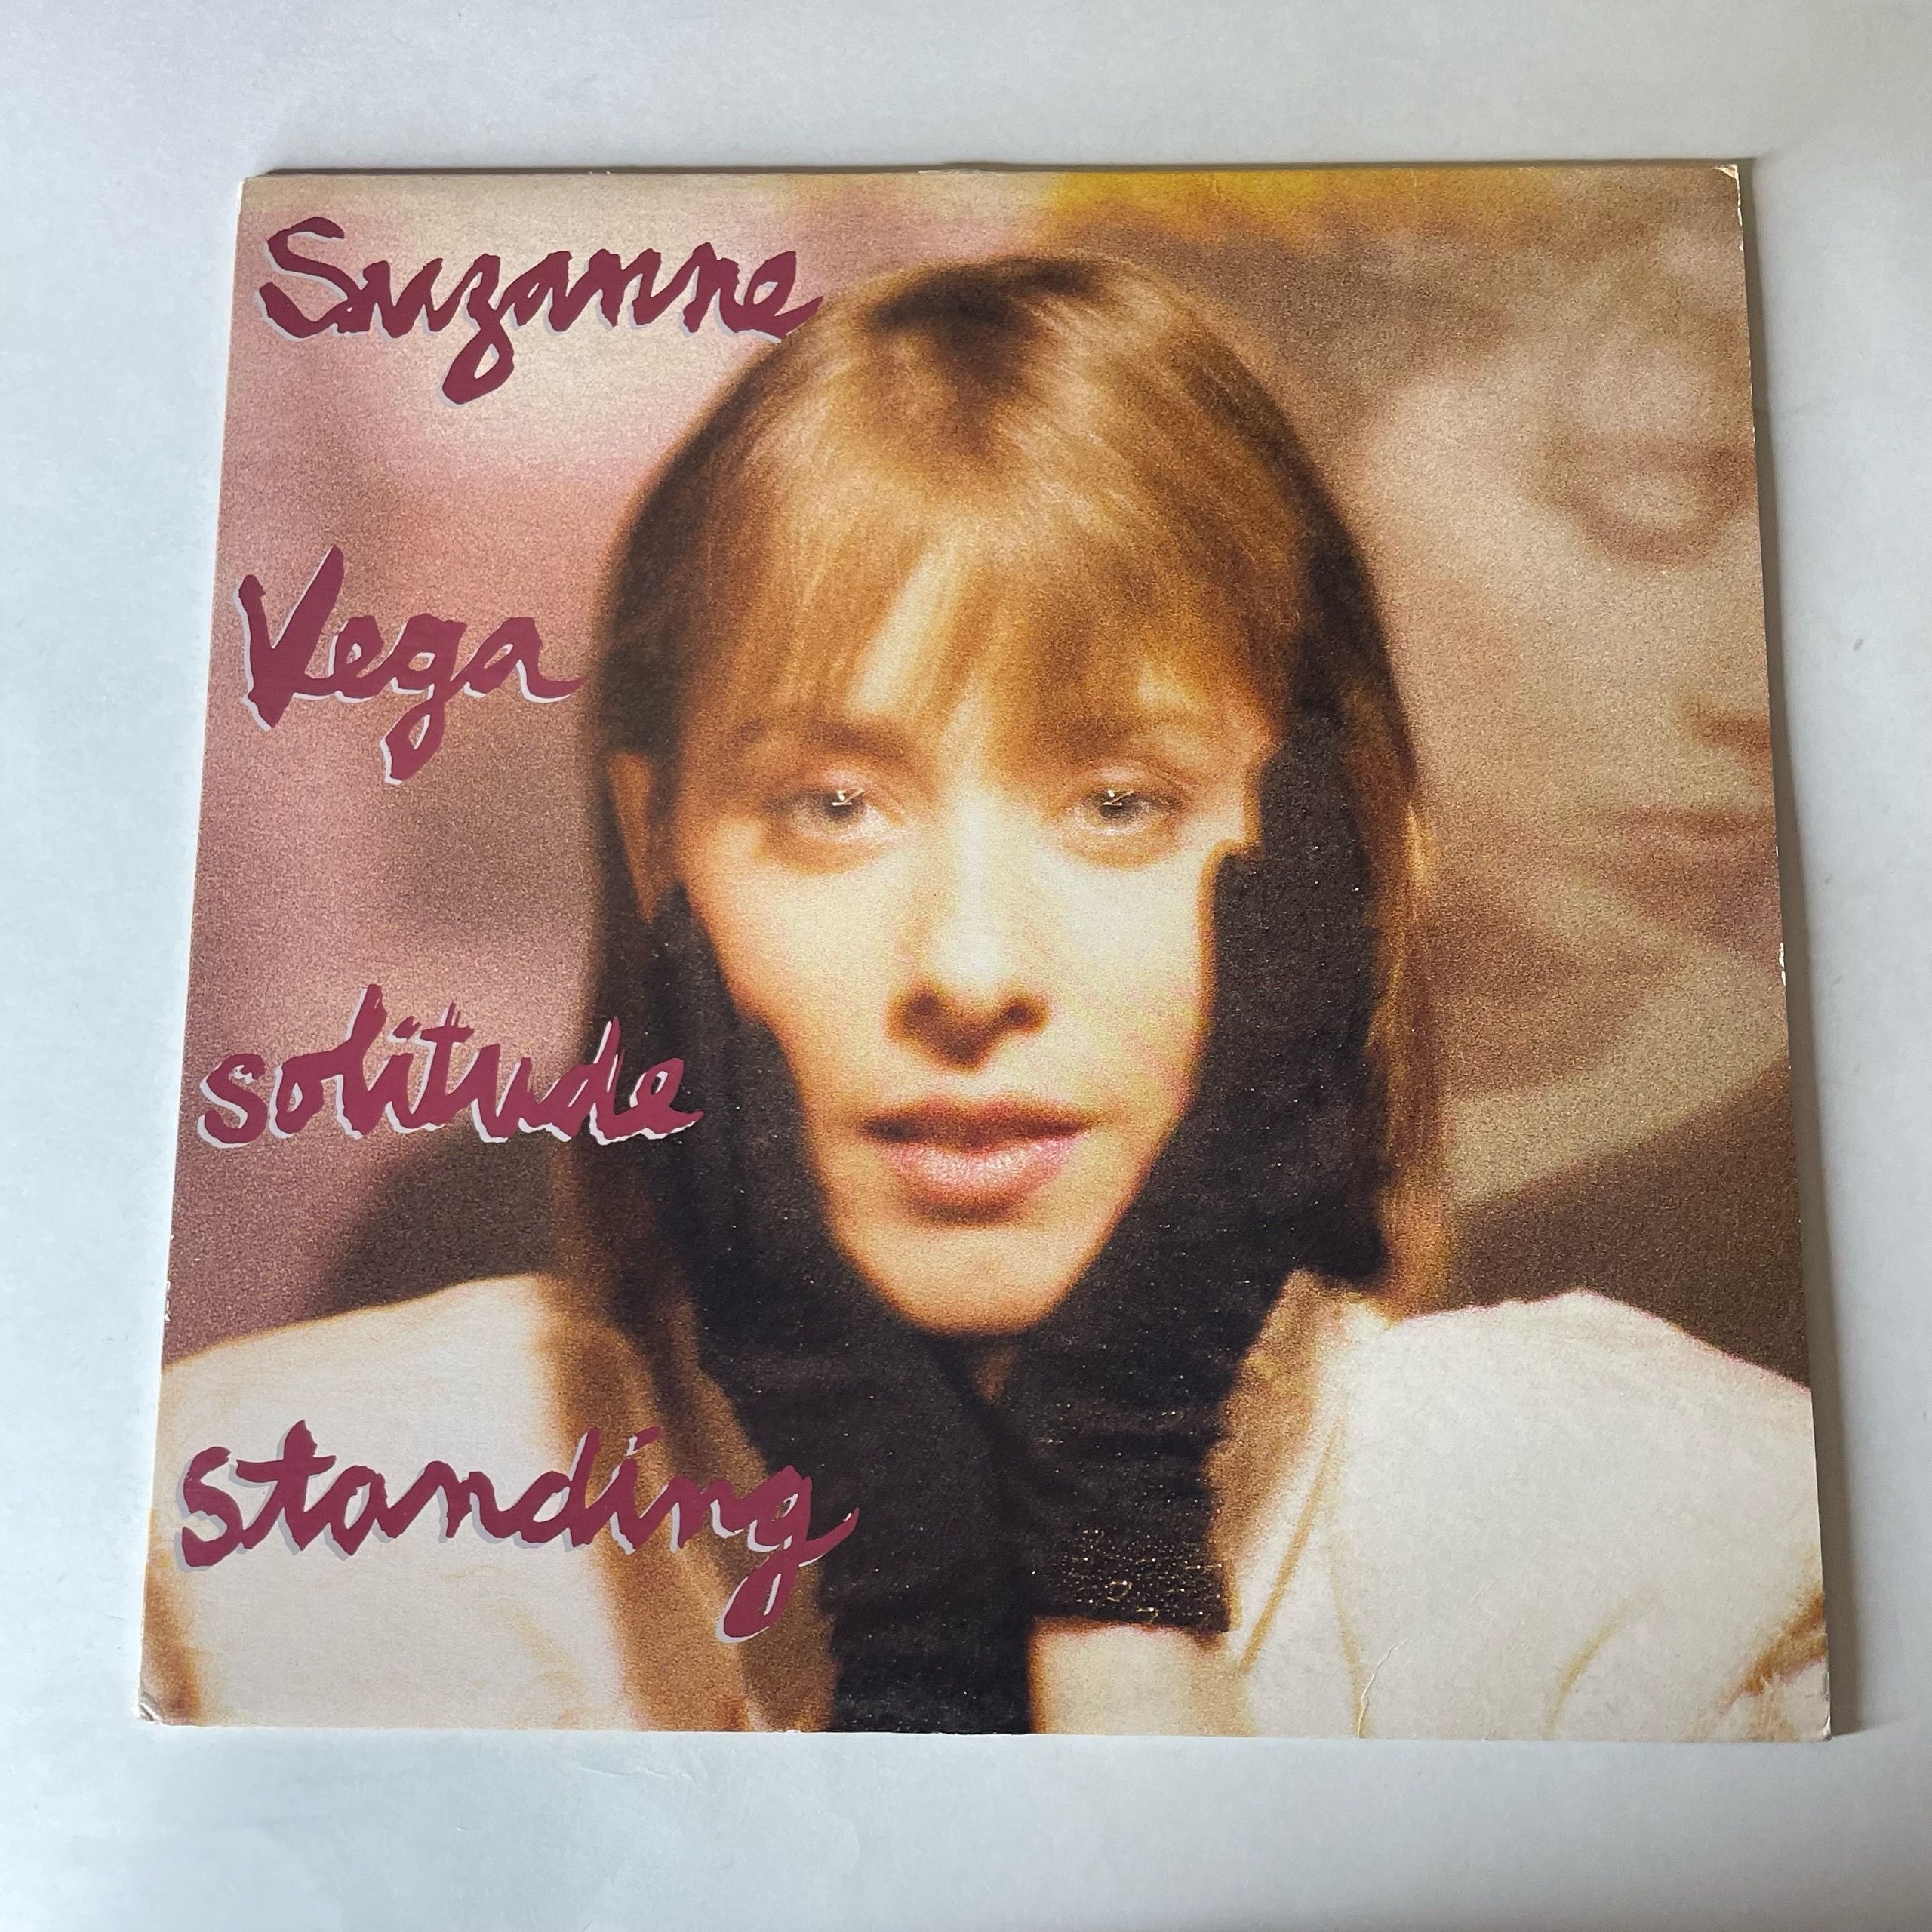 Suzanne
Vega
solitude
standing